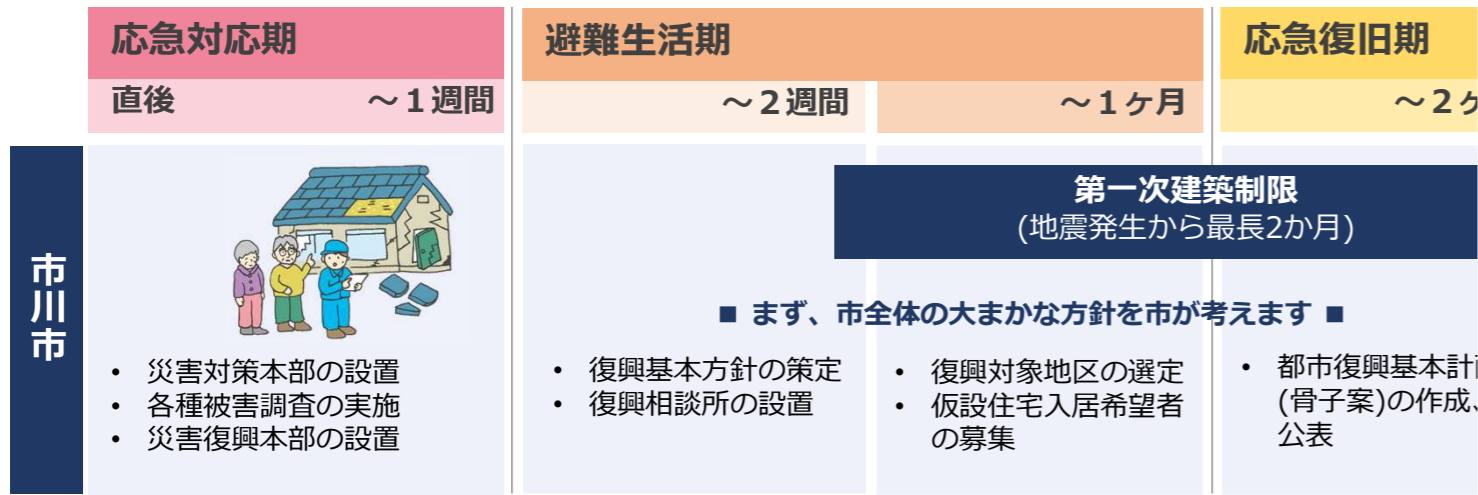 応急対応期
避難生活期
応急復旧期
直後
～１週間
～２週間
～１ヶ月
～２ヶ
市川市
第一次建築制限
(地震発生から最長2か月)
■ まず、市全体の大まかな方針を市が考えます ■
• 災害対策本部の設置
• 各種被害調査の実施
• 災害復興本部の設置
• 復興基本方針の策定
• 復興相談所の設置
• 復興対象地区の選定
• 仮設住宅入居希望者
の募集
• 都市復興基本計
(骨子案)の作成、
公表